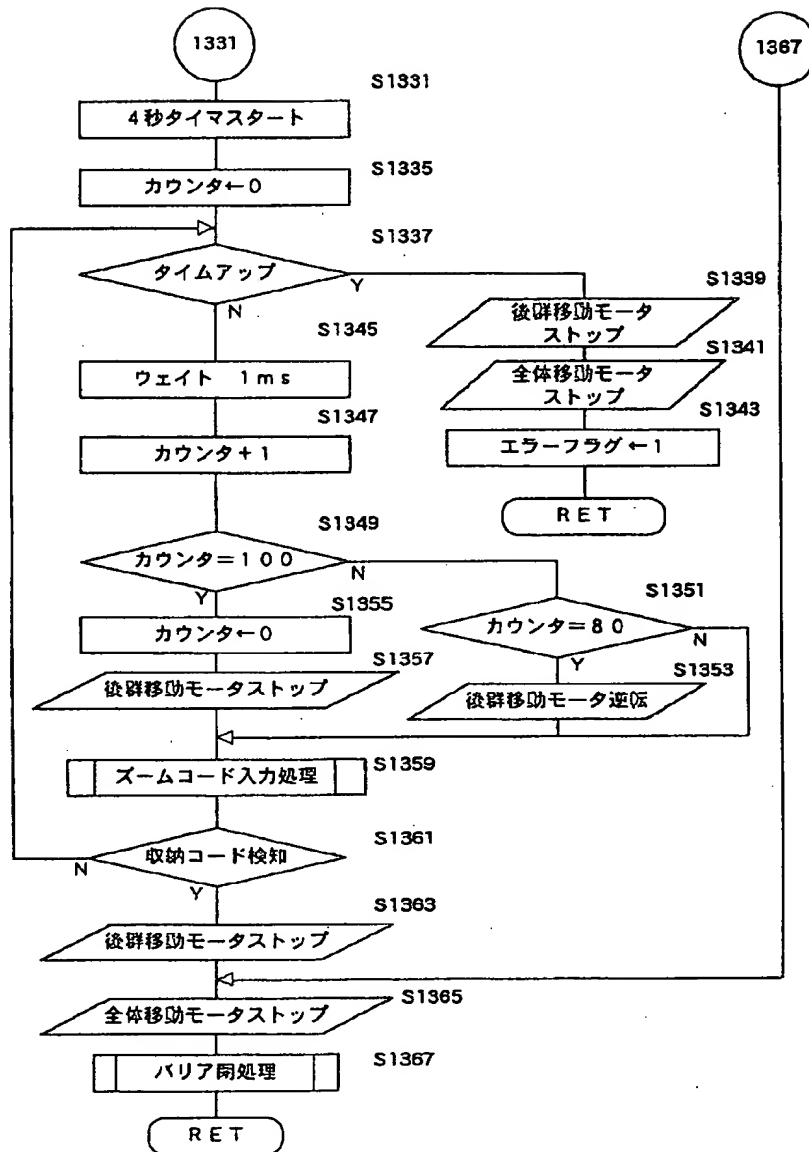 1331
1367
S1331
4秒タイマスタート
S1335
カウンタ←0
S1337
タイムアップ
Y
N
S1339
後群移動モータ
ストップ
S1341
全体移動モータ
ストップ
S1343
エラーフラグ←1
RET
S1345
ウェイト 1ms
S1347
カウンタ+1
S1349
カウンタ=100
N
Y
S1351
カウンタ=80
N
Y
S1353
後群移動モータ逆転
S1355
カウンタ←0
S1357
後群移動モータストップ
S1359
ズームコード入力処理
S1361
収納コード検知
N
Y
S1363
後群移動モータストップ
S1365
全体移動モータストップ
S1367
バリア閉処理
RET